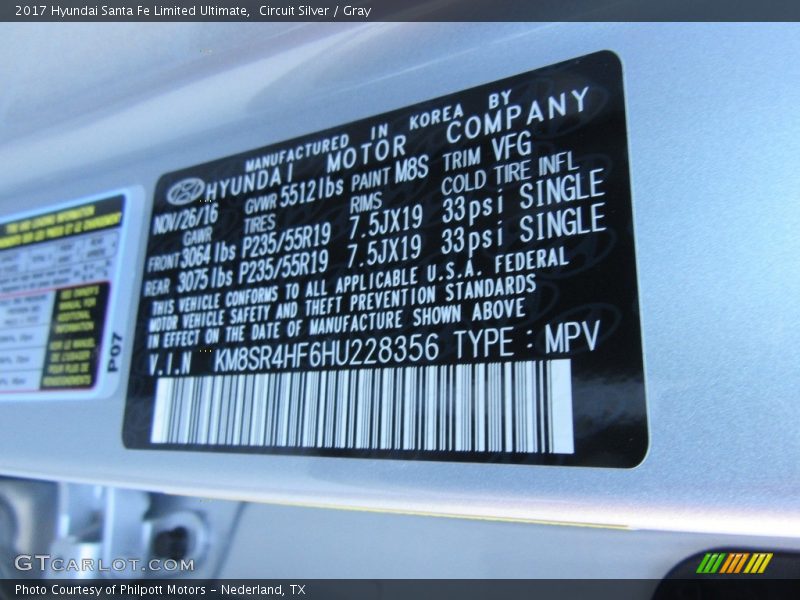 2017 Hyundai Santa Fe Limited Ultimate,  Circuit Silver / Gray
MANUFACTURED IN KOREA BY
HYUNDAI MOTOR COMPANY
NOV/26/16 GVWR 5512lbs PAINT M8S TRIM VFG
GAWR TIRES RIMS COLD TIRE INFL
FRONT 3064lbs P235/55R19 7.5JX19 33psi SINGLE
REAR 3075lbs P235/55R19 7.5JX19 33psi SINGLE
THIS VEHICLE CONFORMS TO ALL APPLICABLE U.S.A. FEDERAL
MOTOR VEHICLE SAFETY AND THEFT PREVENTION STANDARDS
IN EFFECT ON THE DATE OF MANUFACTURE SHOWN ABOVE
V.I.N KM8SR4HF6HU228356 TYPE : MPV
P07
GTCARLOT.COM
Photo Courtesy of Philpott Motors - Nederland, TX